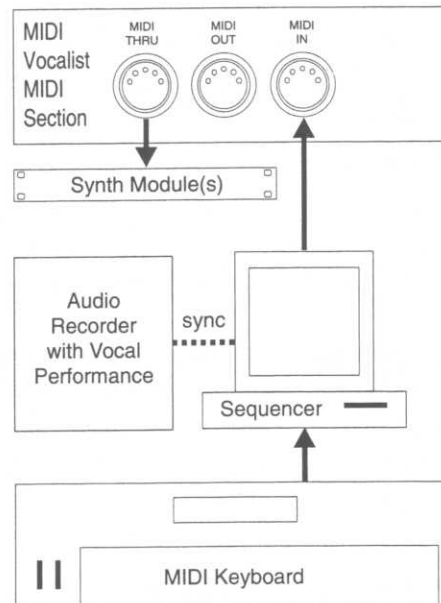 MIDI
Vocalist
MIDI
Section
MIDI
THRU
MIDI
OUT
MIDI
IN
Synth Module(s)
Audio
Recorder
with Vocal
Performance
sync
Sequencer
MIDI Keyboard